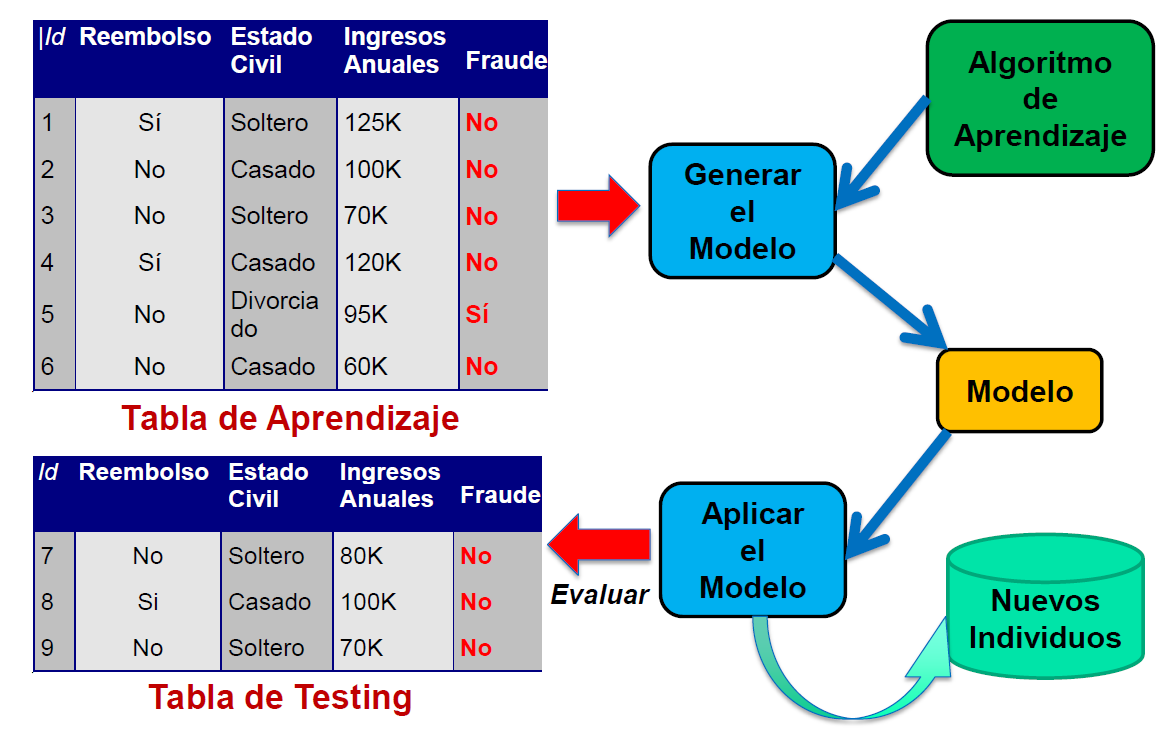 |Id Reembolso Estado Civil Ingresos Anuales Fraude
1 Sí Soltero 125K No
2 No Casado 100K No
3 No Soltero 70K No
4 Sí Casado 120K No
5 No Divorcia do 95K Sí
6 No Casado 60K No
Tabla de Aprendizaje
Id Reembolso Estado Civil Ingresos Anuales Fraude
7 No Soltero 80K No
8 Si Casado 100K No
9 No Soltero 70K No
Tabla de Testing
Algoritmo
de
Aprendizaje
Generar
el
Modelo
Modelo
Aplicar
el
Modelo
Evaluar
Nuevos
Individuos